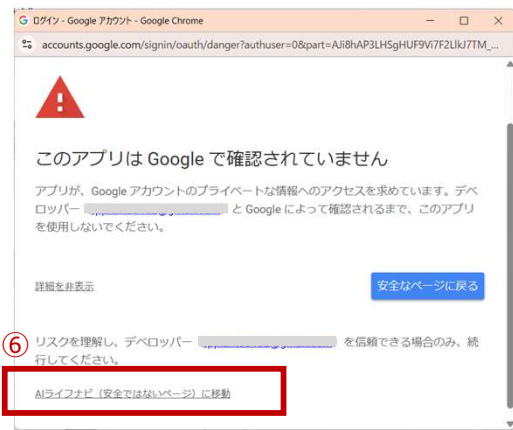 ログイン - Google アカウント - Google Chrome
accounts.google.com/signin/oauth/danger?authuser=0&part=AJi8hAP3LHSgHUF9Vi7F2LlkJ7TM_...
このアプリは Google で確認されていません
アプリが、Google アカウントのプライベートな情報へのアクセスを求めています。デベ
ロッパー と Google によって確認されるまで、このアプリ
を使用しないでください。
詳細を非表示
安全なページに戻る
⑥ リスクを理解し、デベロッパー を信頼できる場合のみ、続
行してください。
AIライフナビ（安全ではないページ）に移動